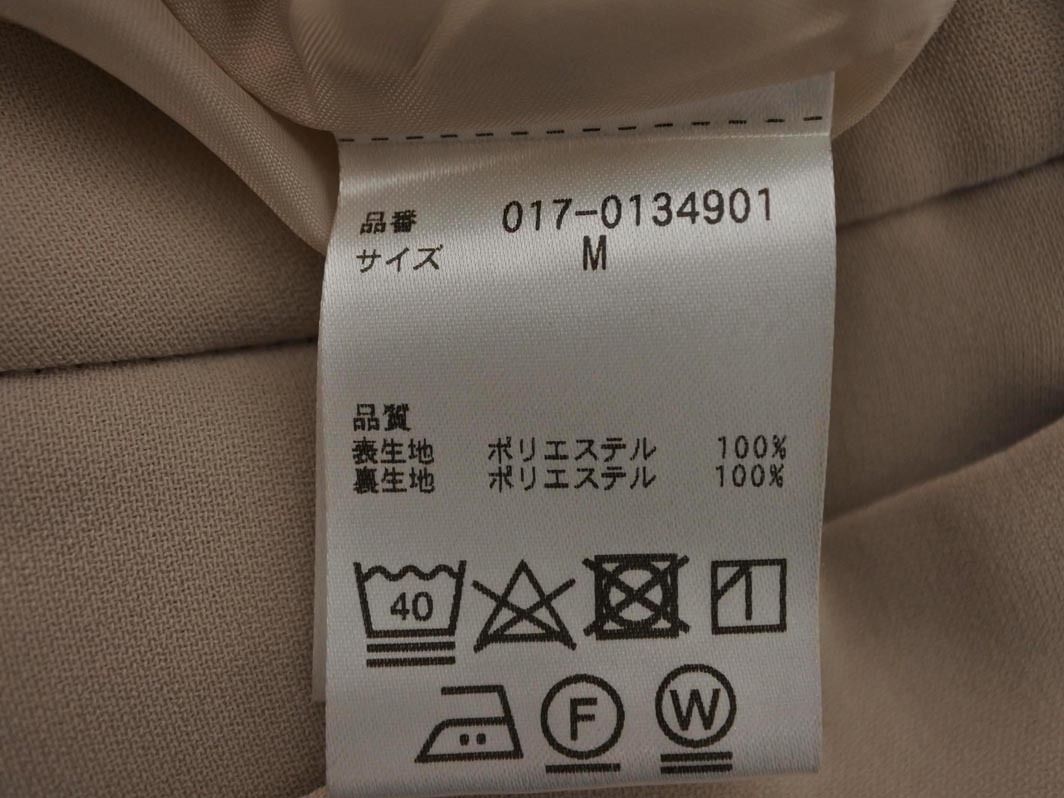 品番 017-0134901
サイズ M
品質
表生地 ポリエステル 100%
裏生地 ポリエステル 100%
40
F W